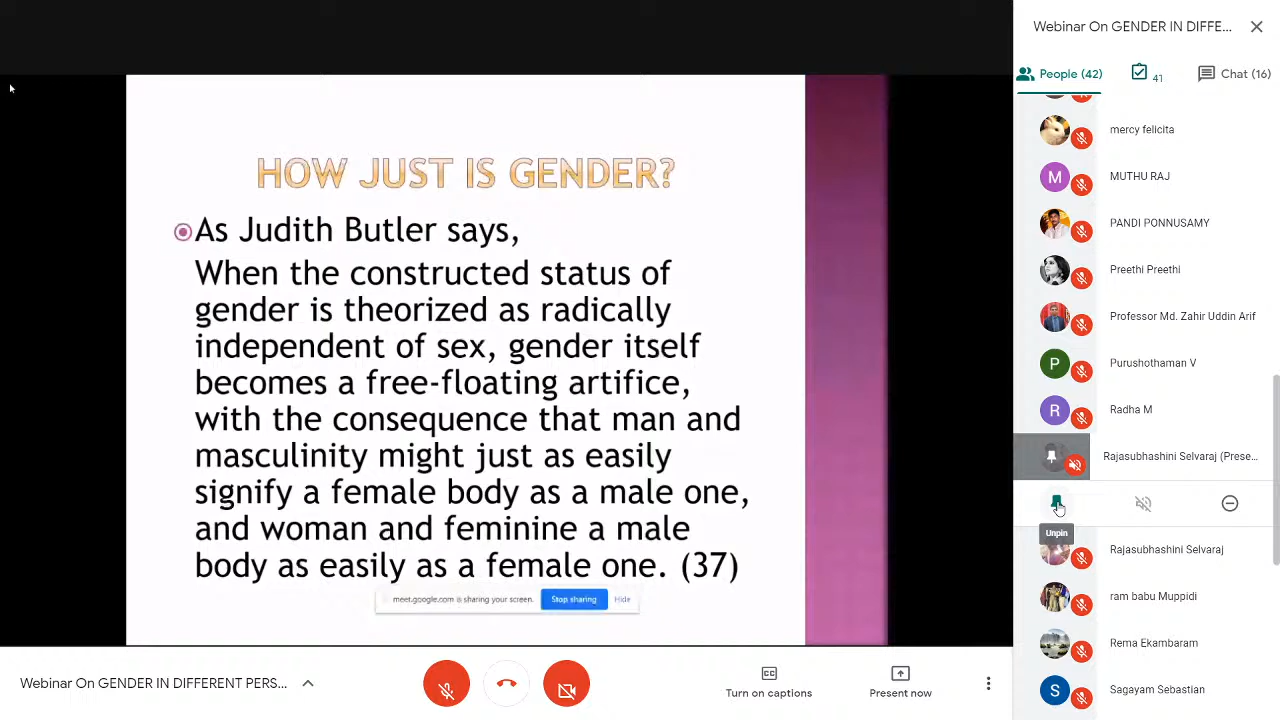 HOW JUST IS GENDER?
As Judith Butler says,
When the constructed status of
gender is theorized as radically
independent of sex, gender itself
becomes a free-floating artifice,
with the consequence that man and
masculinity might just as easily
signify a female body as a male one,
and woman and feminine a male
body as easily as a female one. (37)
meet.google.com is sharing your screen. Stop sharing Hide
Webinar On GENDER IN DIFFERENT PERS...
Turn on captions
Present now
Webinar On GENDER IN DIFFE...
People (42) 41 Chat (16)
mercy felicita
M MUTHU RAJ
PANDI PONNUSAMY
Preethi Preethi
Professor Md. Zahir Uddin Arif
P Purushothaman V
R Radha M
Rajasubhashini Selvaraj (Prese...
Unpin
Rajasubhashini Selvaraj
ram babu Muppidi
Rema Ekambaram
S Sagayam Sebastian